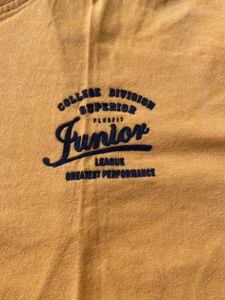 COLLEGE DIVISION
SUPERIOR
PLUSFIT
Junior
LEAGUE
GREATEST PERFORMANCE